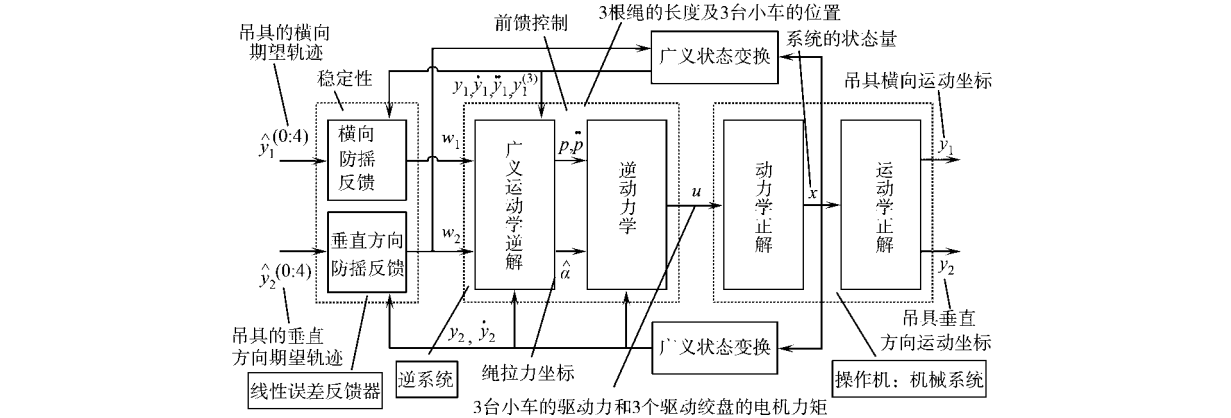 3根绳的长度及3台小车的位置
吊具的横向
期望轨迹
前馈控制
系统的状态量
广义状态变换
稳定性
y₁,ẏ₁,ÿ₁,y₁⁽³⁾
吊具横向运动坐标
ŷ₁(0:4)
横向
防摇
反馈
w₁
广义运动学逆解
p,p̈
逆动力学
u
动力学正解
x
运动学正解
y₁
ŷ₂(0:4)
垂直方向
防摇反馈
w₂
α̂
y₂
吊具的垂直
方向期望轨迹
y₂, ẏ₂
广义状态变换
吊具垂直
方向运动坐标
线性误差反馈器
逆系统
绳拉力坐标
操作机：机械系统
3台小车的驱动力和3个驱动绞盘的电机力矩